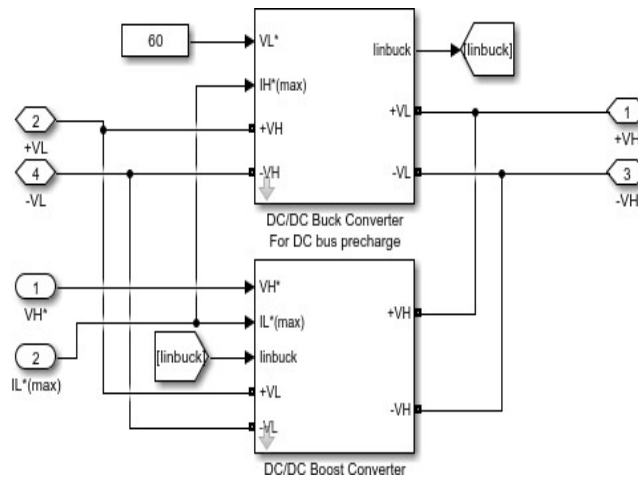 60
VL*
Iinbuck
[Iinbuck]
IH*(max)
2
+VH
+VL
1
+VL
+VH
4
-VH
-VL
3
-VL
-VH
DC/DC Buck Converter
For DC bus precharge
1
VH*
VH*
+VH
2
IL*(max)
IL*(max)
[Iinbuck]
Iinbuck
+VL
-VH
-VL
DC/DC Boost Converter